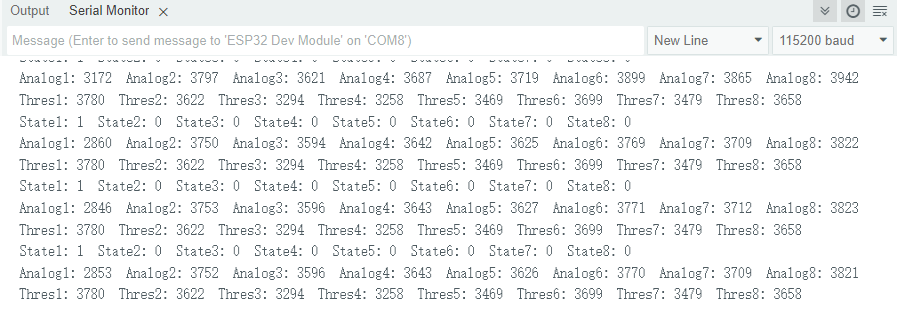 Output Serial Monitor
Message (Enter to send message to 'ESP32 Dev Module' on 'COM8') New Line 115200 baud
Analog1: 3172 Analog2: 3797 Analog3: 3621 Analog4: 3687 Analog5: 3719 Analog6: 3899 Analog7: 3865 Analog8: 3942
Thres1: 3780 Thres2: 3622 Thres3: 3294 Thres4: 3258 Thres5: 3469 Thres6: 3699 Thres7: 3479 Thres8: 3658
State1: 1 State2: 0 State3: 0 State4: 0 State5: 0 State6: 0 State7: 0 State8: 0
Analog1: 2860 Analog2: 3750 Analog3: 3594 Analog4: 3642 Analog5: 3625 Analog6: 3769 Analog7: 3709 Analog8: 3822
Thres1: 3780 Thres2: 3622 Thres3: 3294 Thres4: 3258 Thres5: 3469 Thres6: 3699 Thres7: 3479 Thres8: 3658
State1: 1 State2: 0 State3: 0 State4: 0 State5: 0 State6: 0 State7: 0 State8: 0
Analog1: 2846 Analog2: 3753 Analog3: 3596 Analog4: 3643 Analog5: 3627 Analog6: 3771 Analog7: 3712 Analog8: 3823
Thres1: 3780 Thres2: 3622 Thres3: 3294 Thres4: 3258 Thres5: 3469 Thres6: 3699 Thres7: 3479 Thres8: 3658
State1: 1 State2: 0 State3: 0 State4: 0 State5: 0 State6: 0 State7: 0 State8: 0
Analog1: 2853 Analog2: 3752 Analog3: 3596 Analog4: 3643 Analog5: 3626 Analog6: 3770 Analog7: 3709 Analog8: 3821
Thres1: 3780 Thres2: 3622 Thres3: 3294 Thres4: 3258 Thres5: 3469 Thres6: 3699 Thres7: 3479 Thres8: 3658